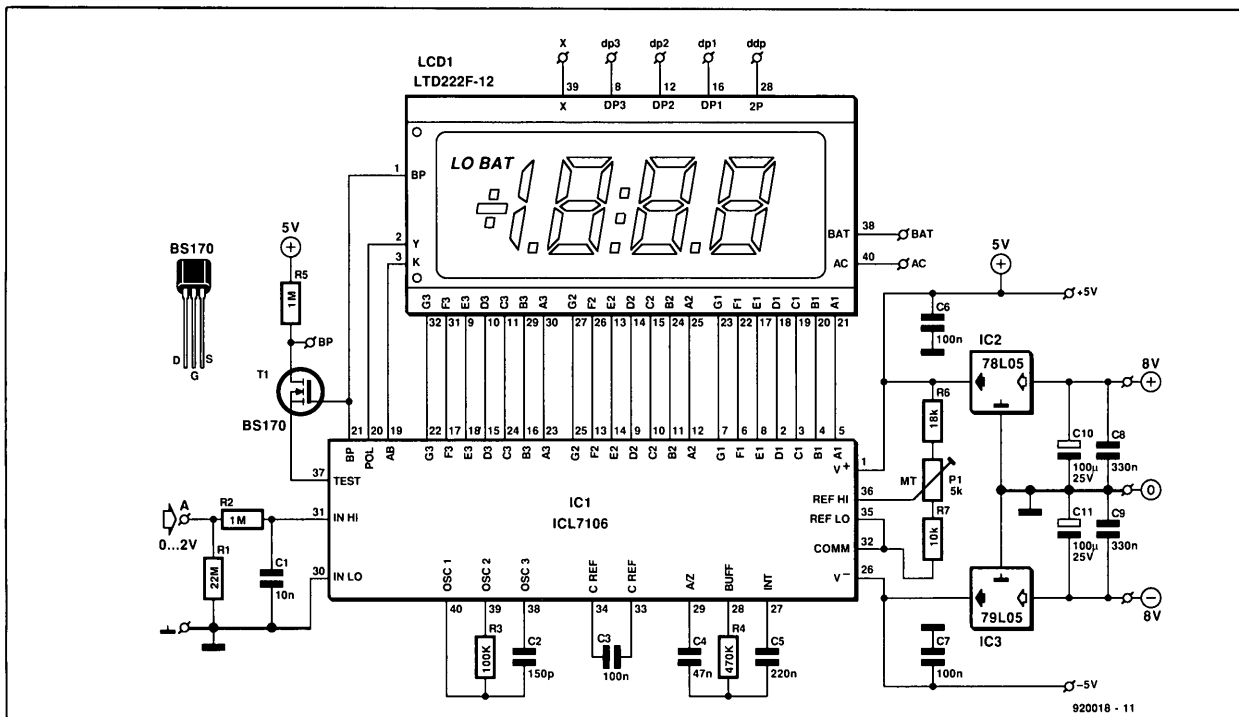 X dp3 dp2 dp1 ddp
LCD1
LTD222F-12
39 8 12 16 28
X DP3 DP2 DP1 2P
LO BAT
1 BP
2 Y
3 K
BAT 38 BAT
AC 40 AC
5V
R5
1M
BP
BS170
D G S
T1
BS170
G3 F3 E3 D3 C3 B3 A3 G2 F2 E2 D2 C2 B2 A2 G1 F1 E1 D1 C1 B1 A1
32 31 9 10 11 29 30 27 26 13 14 15 24 25 23 22 17 18 19 20 21
21 20 19 22 17 18 15 24 16 23 25 13 14 9 10 11 12 7 6 8 2 3 4 5
BP POL AB G3 F3 E3 D3 C3 B3 A3 G2 F2 E2 D2 C2 B2 A2 G1 F1 E1 D1 C1 B1 A1
37 TEST
31 IN HI
30 IN LO
IC1
ICL7106
V+ 1
REF HI 36
REF LO 35
COMM 32
V− 26
A
0...2V
R2
1M
R1
22M
C1
10n
OSC 1 OSC 2 OSC 3 C REF C REF A/Z BUFF INT
40 39 38 34 33 29 28 27
R3
100K
C2
150p
C3
100n
C4
47n
R4
470K
C5
220n
5V
+5V
C6
100n
IC2
78L05
8V
+
R6
18k
MT
P1
5k
R7
10k
C10
100µ
25V
C8
330n
0
C11
100µ
25V
C9
330n
−
8V
79L05
IC3
C7
100n
−5V
920018 - 11